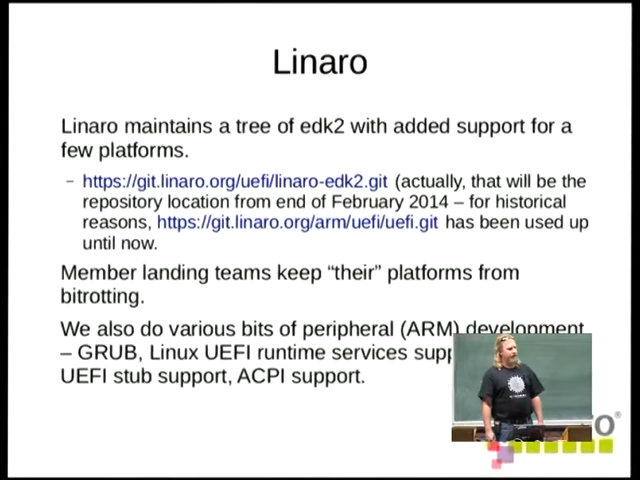 Linaro
Linaro maintains a tree of edk2 with added support for a
few platforms.
– https://git.linaro.org/uefi/linaro-edk2.git (actually, that will be the
repository location from end of February 2014 – for historical
reasons, https://git.linaro.org/arm/uefi/uefi.git has been used up
until now.
Member landing teams keep “their” platforms from
bitrotting.
We also do various bits of peripheral (ARM) development
– GRUB, Linux UEFI runtime services
UEFI stub support, ACPI support.